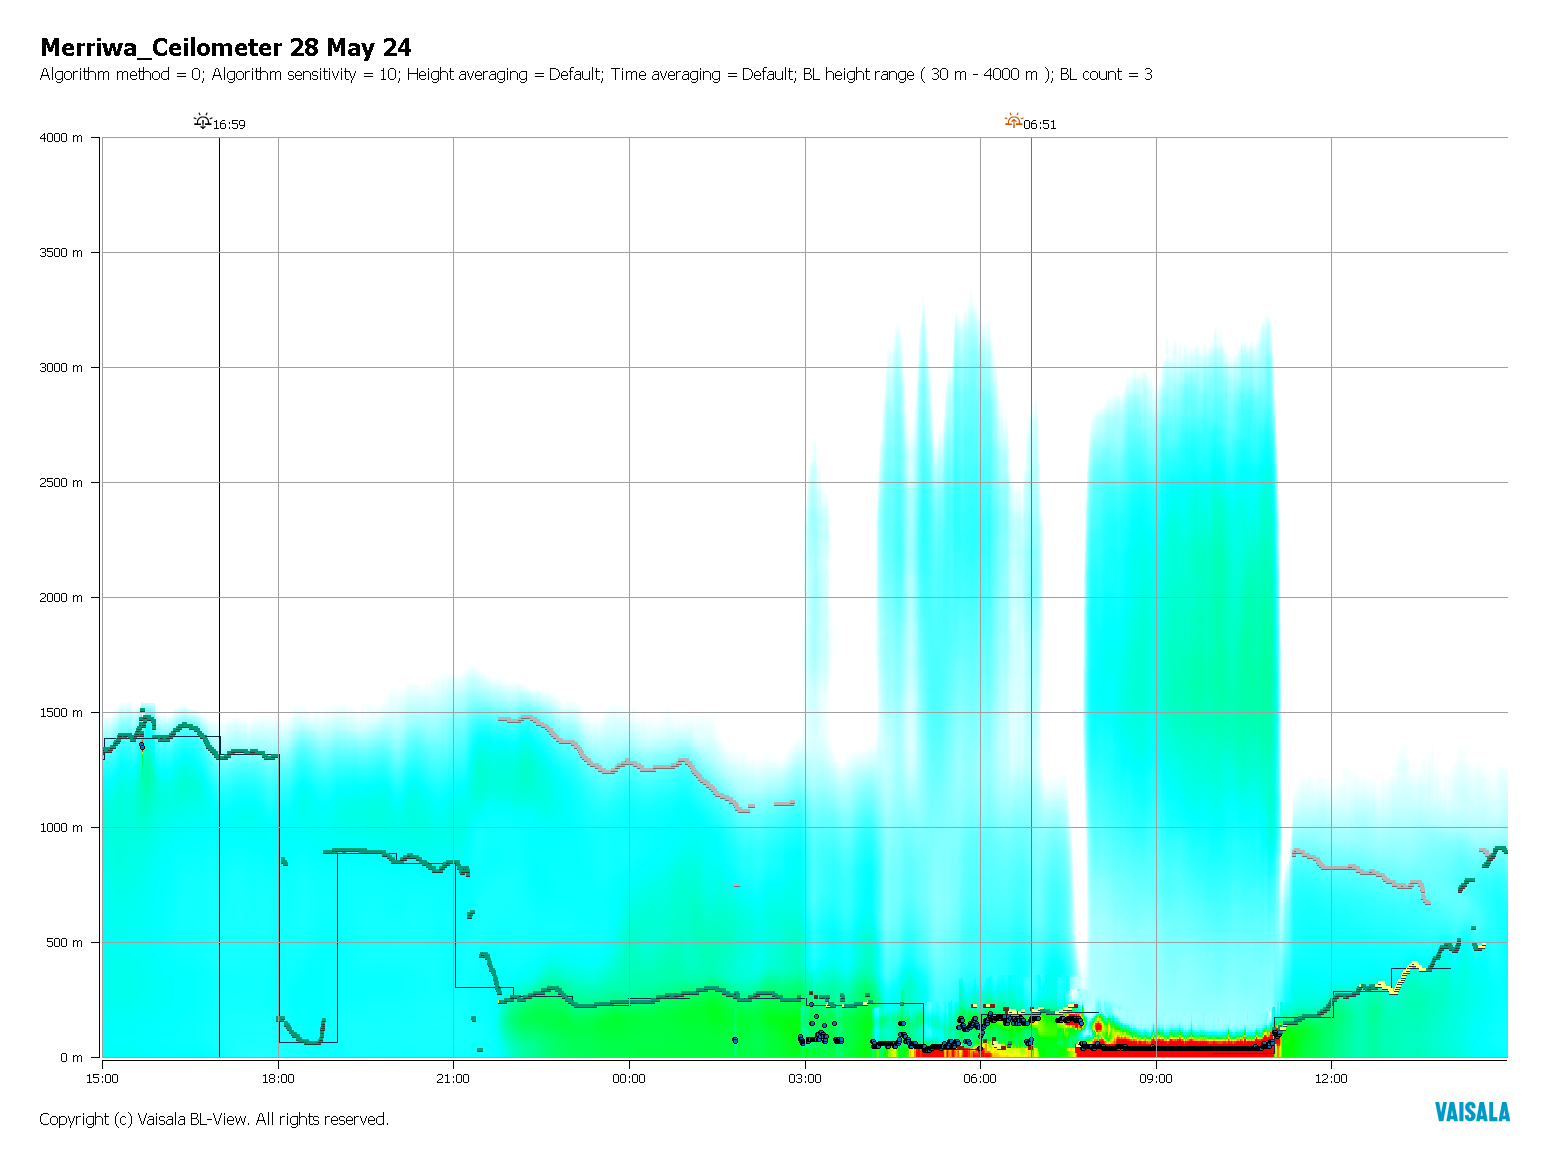 Merriwa_Ceilometer 28 May 24
Algorithm method = 0; Algorithm sensitivity = 10; Height averaging = Default; Time averaging = Default; BL height range ( 30 m - 4000 m ); BL count = 3
16:59
06:51
4000 m
3500 m
3000 m
2500 m
2000 m
1500 m
1000 m
500 m
0 m
15:00
18:00
21:00
00:00
03:00
06:00
09:00
12:00
Copyright (c) Vaisala BL-View. All rights reserved.
VAISALA